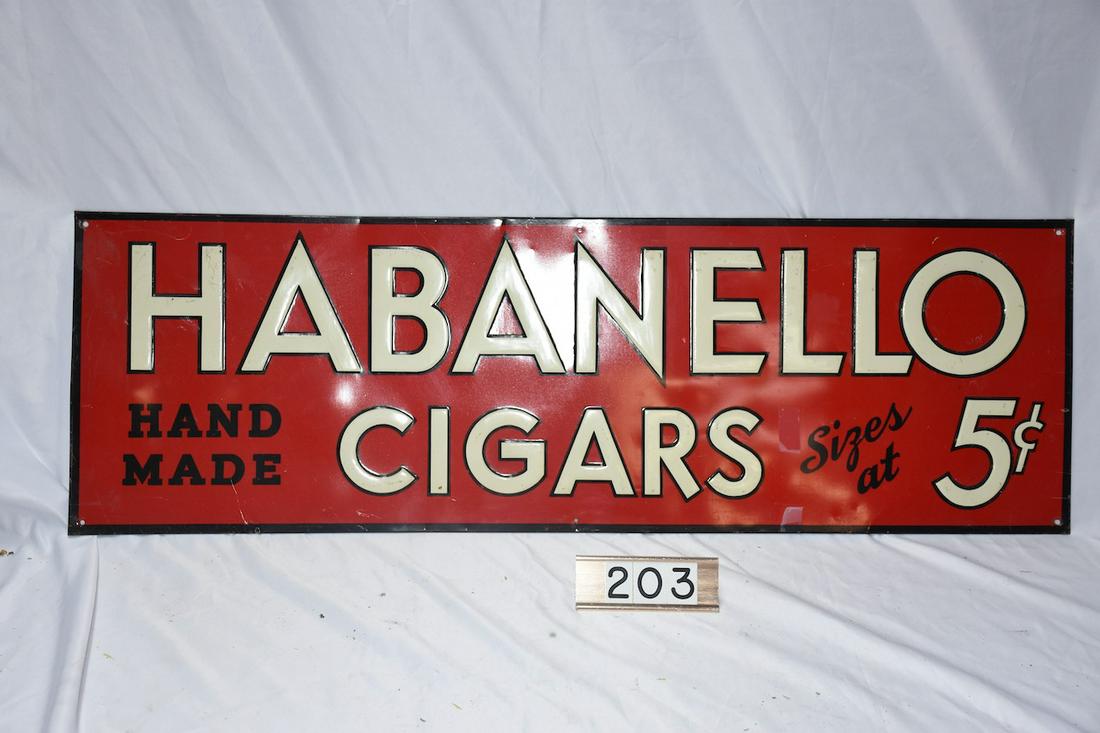 HABANELLO
HAND MADE CIGARS Sizes at 5¢
203